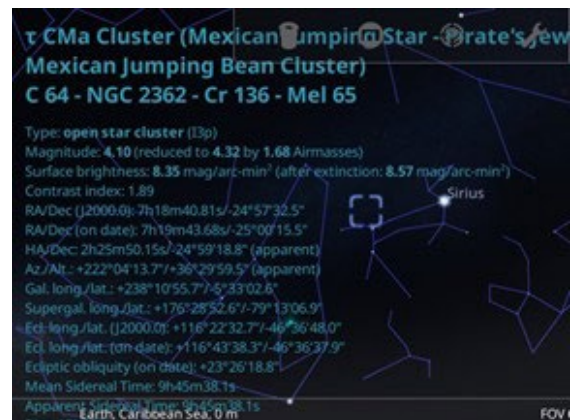 τ CMa Cluster (Mexican Jumping Star - Pirate's Jew
Mexican Jumping Bean Cluster)
C 64 - NGC 2362 - Cr 136 - Mel 65
Type: open star cluster (I3p)
Magnitude: 4.10 (reduced to 4.32 by 1.68 Airmasses)
Surface brightness: 8.35 mag/arc-min² (after extinction: 8.57 mag/arc-min²)
Contrast index: 1.89
RA/Dec (J2000.0): 7h18m40.81s/-24°57'32.5"
RA/Dec (on date): 7h19m43.68s/-25°00'15.5"
HA/Dec: 2h25m50.15s/-24°59'18.8" (apparent)
Az/Alt.: +222°04'13.7"/+36°29'59.5" (apparent)
Gal. long./lat.: +238°10'55.7"/-5°33'02.6"
Supergal. long./lat.: +176°28'52.6"/-79°13'06.9"
Ecl. long./lat. (J2000.0): +116°22'32.7"/-46°36'48.0"
Ecl. long./lat. (on date): +116°43'38.3"/-46°36'37.9"
Ecliptic obliquity (on date): +23°26'18.8"
Mean Sidereal Time: 9h45m38.1s
Apparent Sidereal Time: 9h45m38.1s
Sirius
Earth, Caribbean Sea, 0 m
FOV